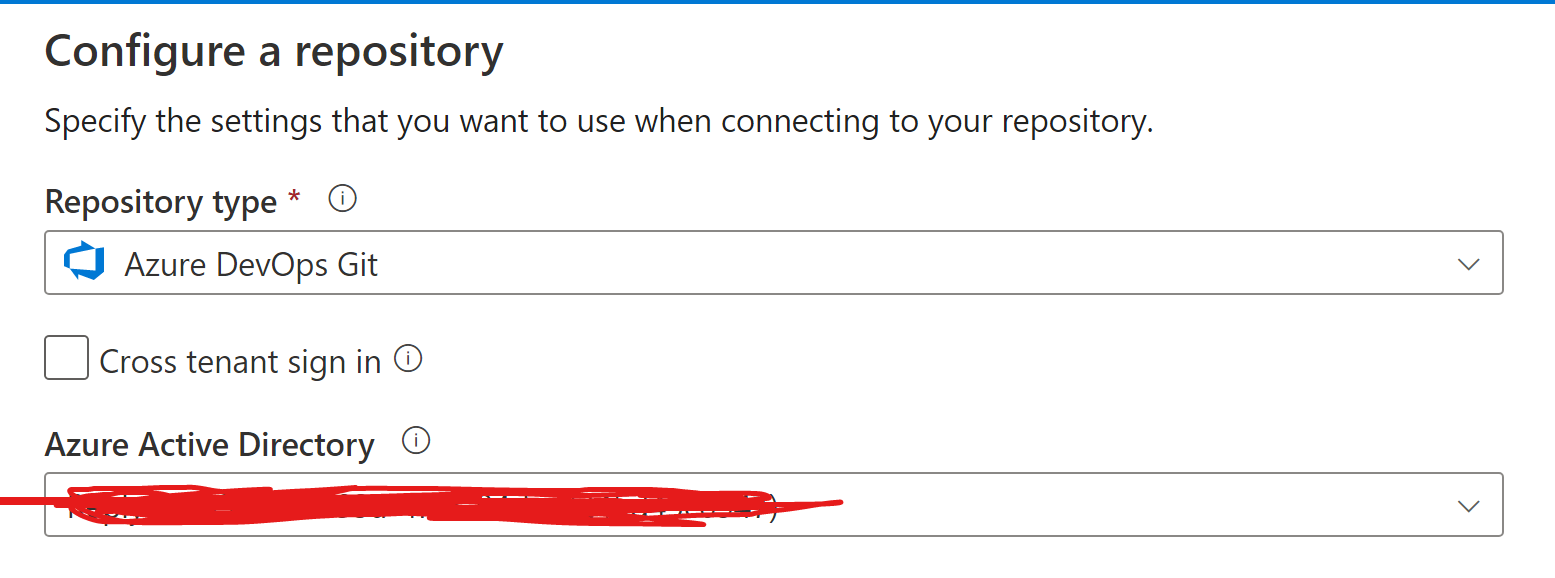 Configure a repository
Specify the settings that you want to use when connecting to your repository.
Repository type *
Azure DevOps Git
Cross tenant sign in
Azure Active Directory